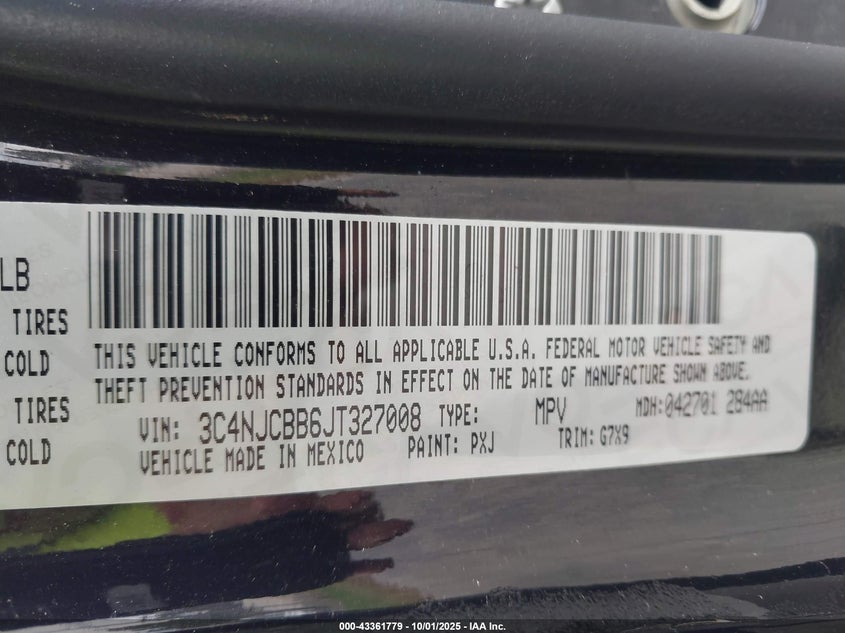 LB
TIRES
COLD
TIRES
COLD
THIS VEHICLE CONFORMS TO ALL APPLICABLE U.S.A. FEDERAL MOTOR VEHICLE SAFETY AND
THEFT PREVENTION STANDARDS IN EFFECT ON THE DATE OF MANUFACTURE SHOWN ABOVE.
VIN: 3C4NJCBB6JT327008 TYPE: MPV MDH:042701 284AA
VEHICLE MADE IN MEXICO PAINT: PXJ TRIM: G7X9
000-43361779 - 10/01/2025 - IAA Inc.